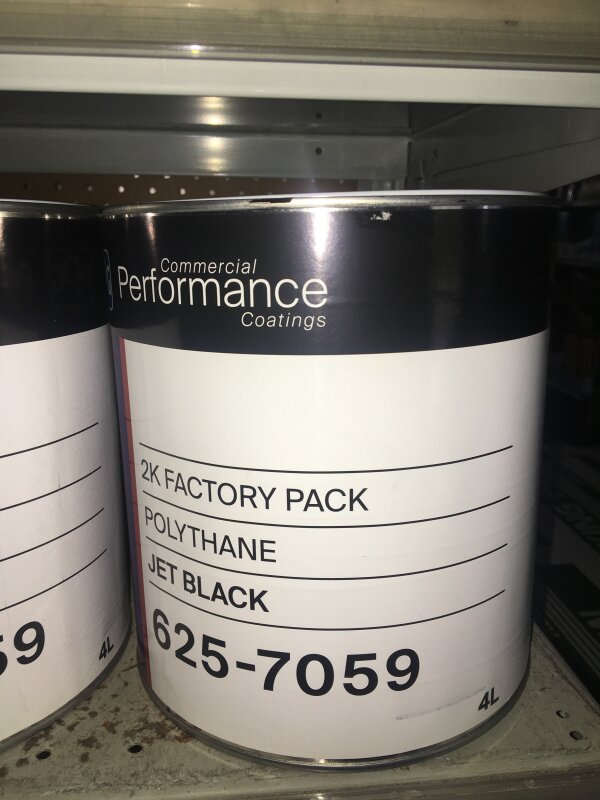 Commercial
Performance
Coatings
2K FACTORY PACK
POLYTHANE
JET BLACK
625-7059
4L
59
4L